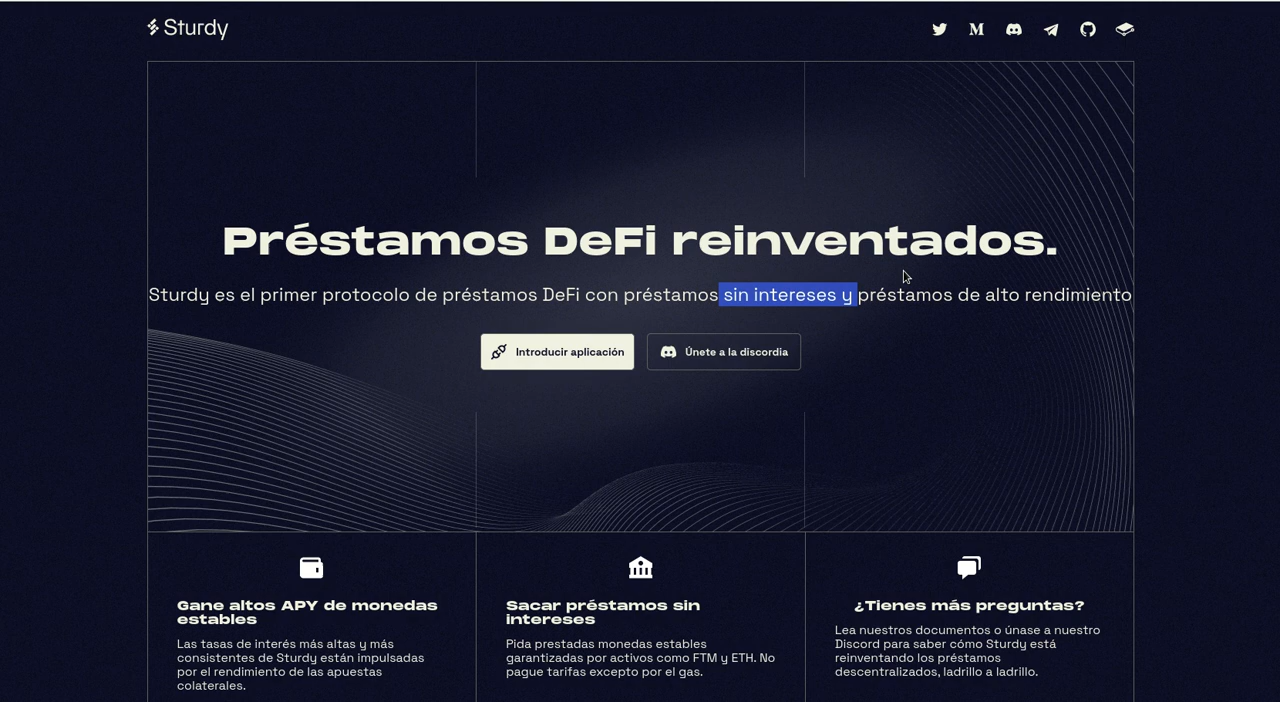 Sturdy
Préstamos DeFi reinventados.
Sturdy es el primer protocolo de préstamos DeFi con préstamos sin intereses y préstamos de alto rendimiento
Introducir aplicación
Únete a la discordia
Gane altos APY de monedas
estables
Las tasas de interés más altas y más
consistentes de Sturdy están impulsadas
por el rendimiento de las apuestas
colaterales.
Sacar préstamos sin
intereses
Pida prestadas monedas estables
garantizadas por activos como FTM y ETH. No
pague tarifas excepto por el gas.
¿Tienes más preguntas?
Lea nuestros documentos o únase a nuestro
Discord para saber cómo Sturdy está
reinventando los préstamos
descentralizados, ladrillo a ladrillo.